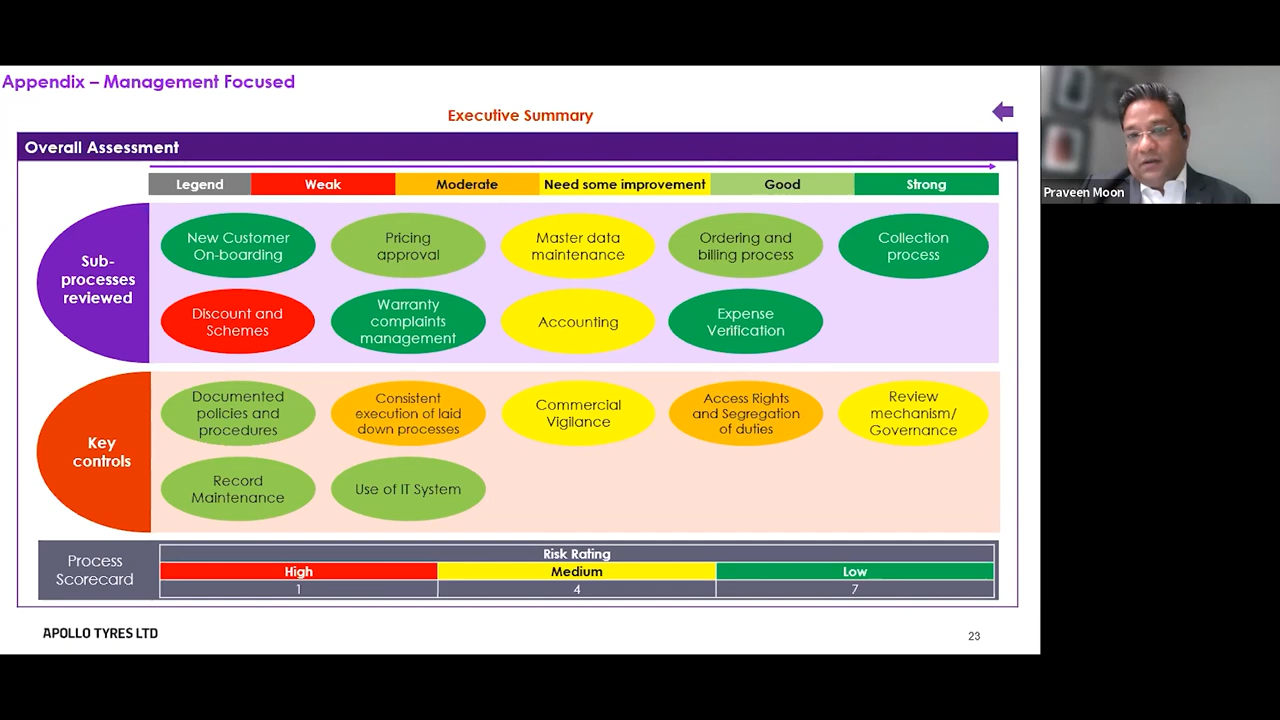 Appendix – Management Focused
Executive Summary
Overall Assessment
Legend
Weak
Moderate
Need some improvement
Good
Strong
Sub-
processes
reviewed
New Customer
On-boarding
Pricing
approval
Master data
maintenance
Ordering and
billing process
Collection
process
Discount and
Schemes
Warranty
complaints
management
Accounting
Expense
Verification
Key
controls
Documented
policies and
procedures
Consistent
execution of laid
down processes
Commercial
Vigilance
Access Rights
and Segregation
of duties
Review
mechanism/
Governance
Record
Maintenance
Use of IT System
Process
Scorecard
Risk Rating
High
Medium
Low
1
4
7
APOLLO TYRES LTD
23
Praveen Moon